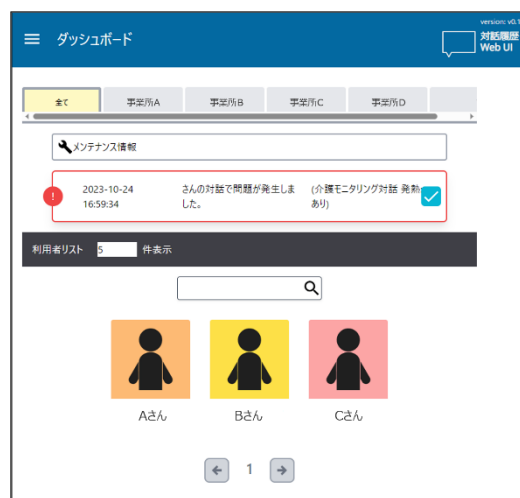 version: v0.1
ダッシュボード
対話履歴
Web UI
全て 事業所A 事業所B 事業所C 事業所D
メンテナンス情報
2023-10-24 さんの対話で問題が発生しま (介護モニタリング対話 発熱
16:59:34 した。 あり)
利用者リスト 5 件表示
Aさん Bさん Cさん
1